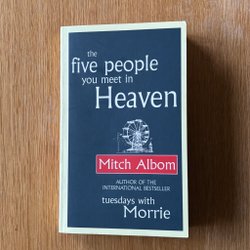 the
five people
you meet in
Heaven
Mitch Albom
AUTHOR OF THE
INTERNATIONAL BESTSELLER
tuesdays with
Morrie